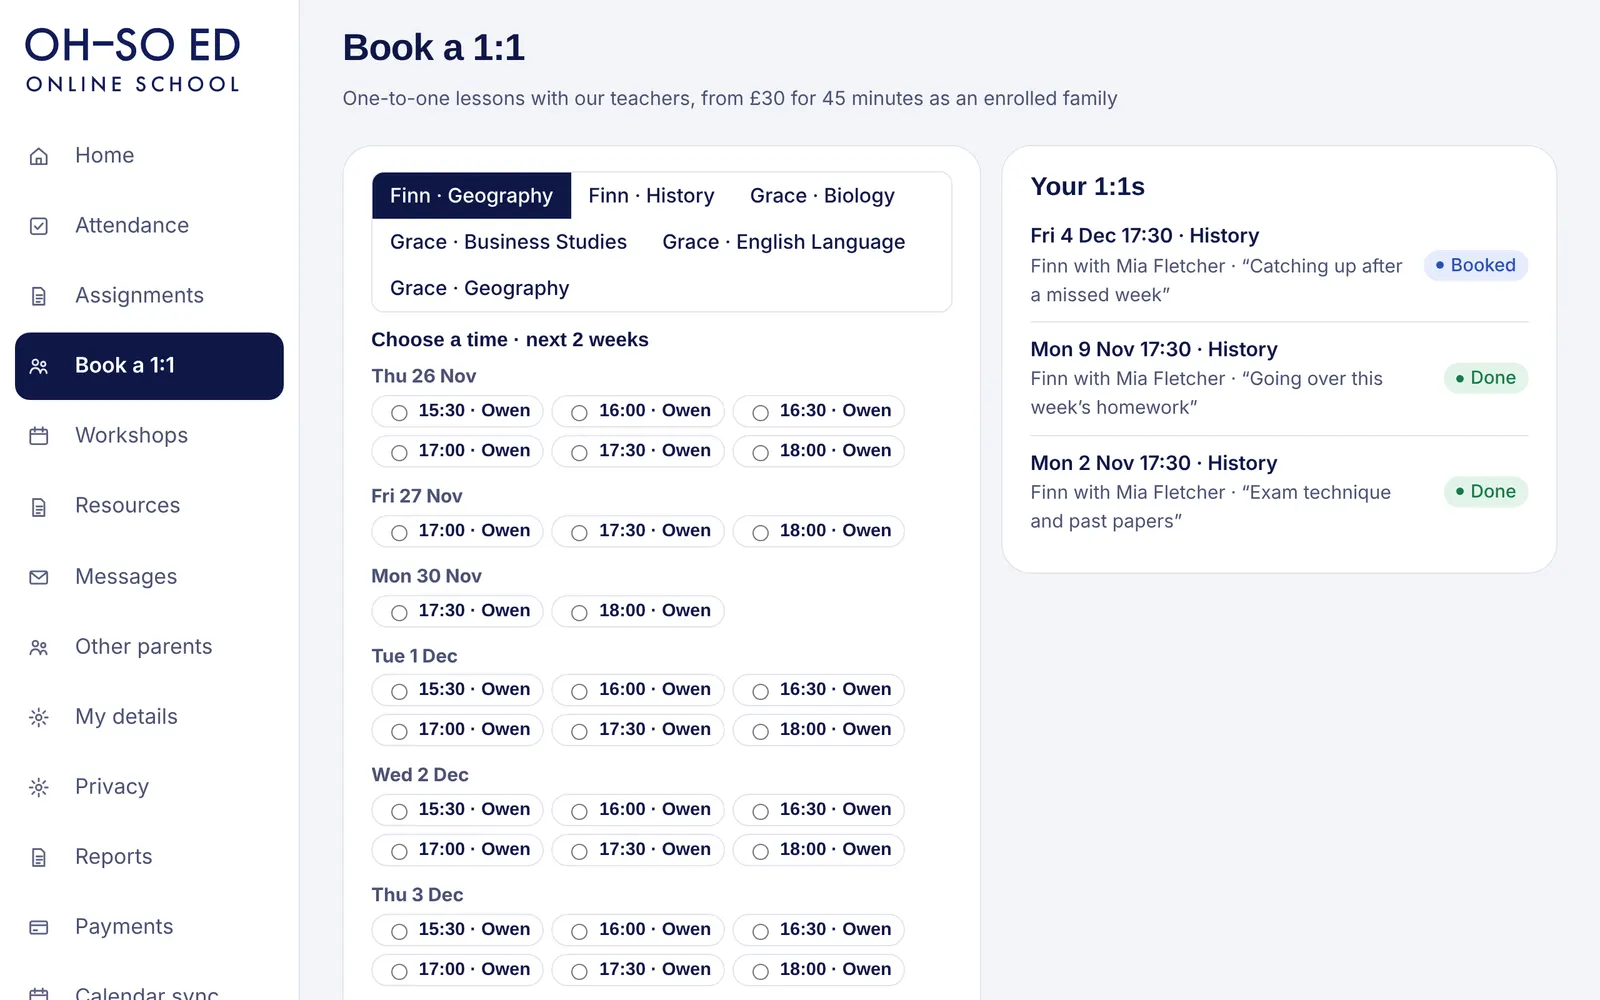 OH–SO ED
ONLINE SCHOOL
Home
Attendance
Assignments
Book a 1:1
Workshops
Resources
Messages
Other parents
My details
Privacy
Reports
Payments
Calendar sync
Book a 1:1
One-to-one lessons with our teachers, from £30 for 45 minutes as an enrolled family
Finn · Geography
Finn · History
Grace · Biology
Grace · Business Studies
Grace · English Language
Grace · Geography
Choose a time · next 2 weeks
Thu 26 Nov
15:30 · Owen
16:00 · Owen
16:30 · Owen
17:00 · Owen
17:30 · Owen
18:00 · Owen
Fri 27 Nov
17:00 · Owen
17:30 · Owen
18:00 · Owen
Mon 30 Nov
17:30 · Owen
18:00 · Owen
Tue 1 Dec
15:30 · Owen
16:00 · Owen
16:30 · Owen
17:00 · Owen
17:30 · Owen
18:00 · Owen
Wed 2 Dec
15:30 · Owen
16:00 · Owen
16:30 · Owen
17:00 · Owen
17:30 · Owen
18:00 · Owen
Thu 3 Dec
15:30 · Owen
16:00 · Owen
16:30 · Owen
17:00 · Owen
17:30 · Owen
18:00 · Owen
Your 1:1s
Fri 4 Dec 17:30 · History
Finn with Mia Fletcher · “Catching up after
a missed week”
Booked
Mon 9 Nov 17:30 · History
Finn with Mia Fletcher · “Going over this
week’s homework”
Done
Mon 2 Nov 17:30 · History
Finn with Mia Fletcher · “Exam technique
and past papers”
Done